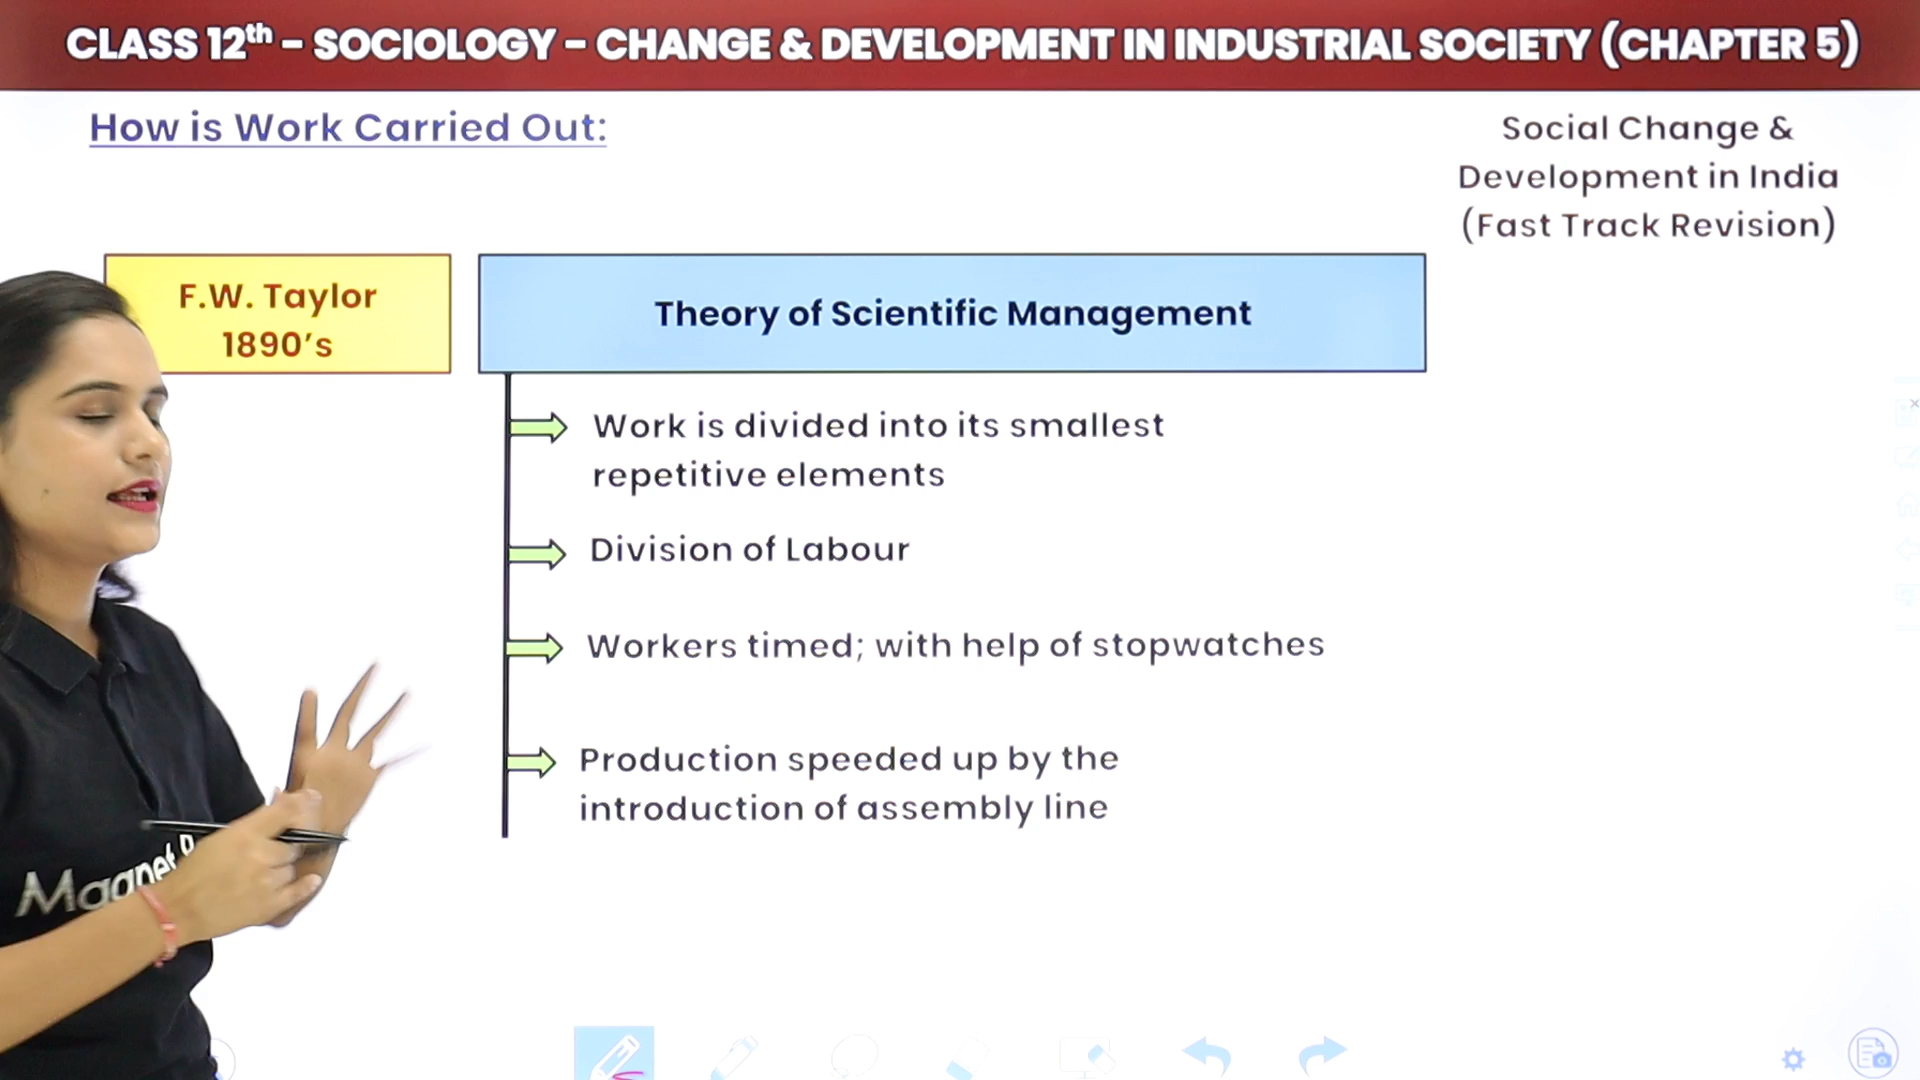 CLASS 12th – SOCIOLOGY – CHANGE & DEVELOPMENT IN INDUSTRIAL SOCIETY (CHAPTER 5)
How is Work Carried Out:
Social Change &
Development in India
(Fast Track Revision)
F.W. Taylor
1890’s
Theory of Scientific Management
Work is divided into its smallest
repetitive elements
Division of Labour
Workers timed; with help of stopwatches
Production speeded up by the
introduction of assembly line
Magnet B